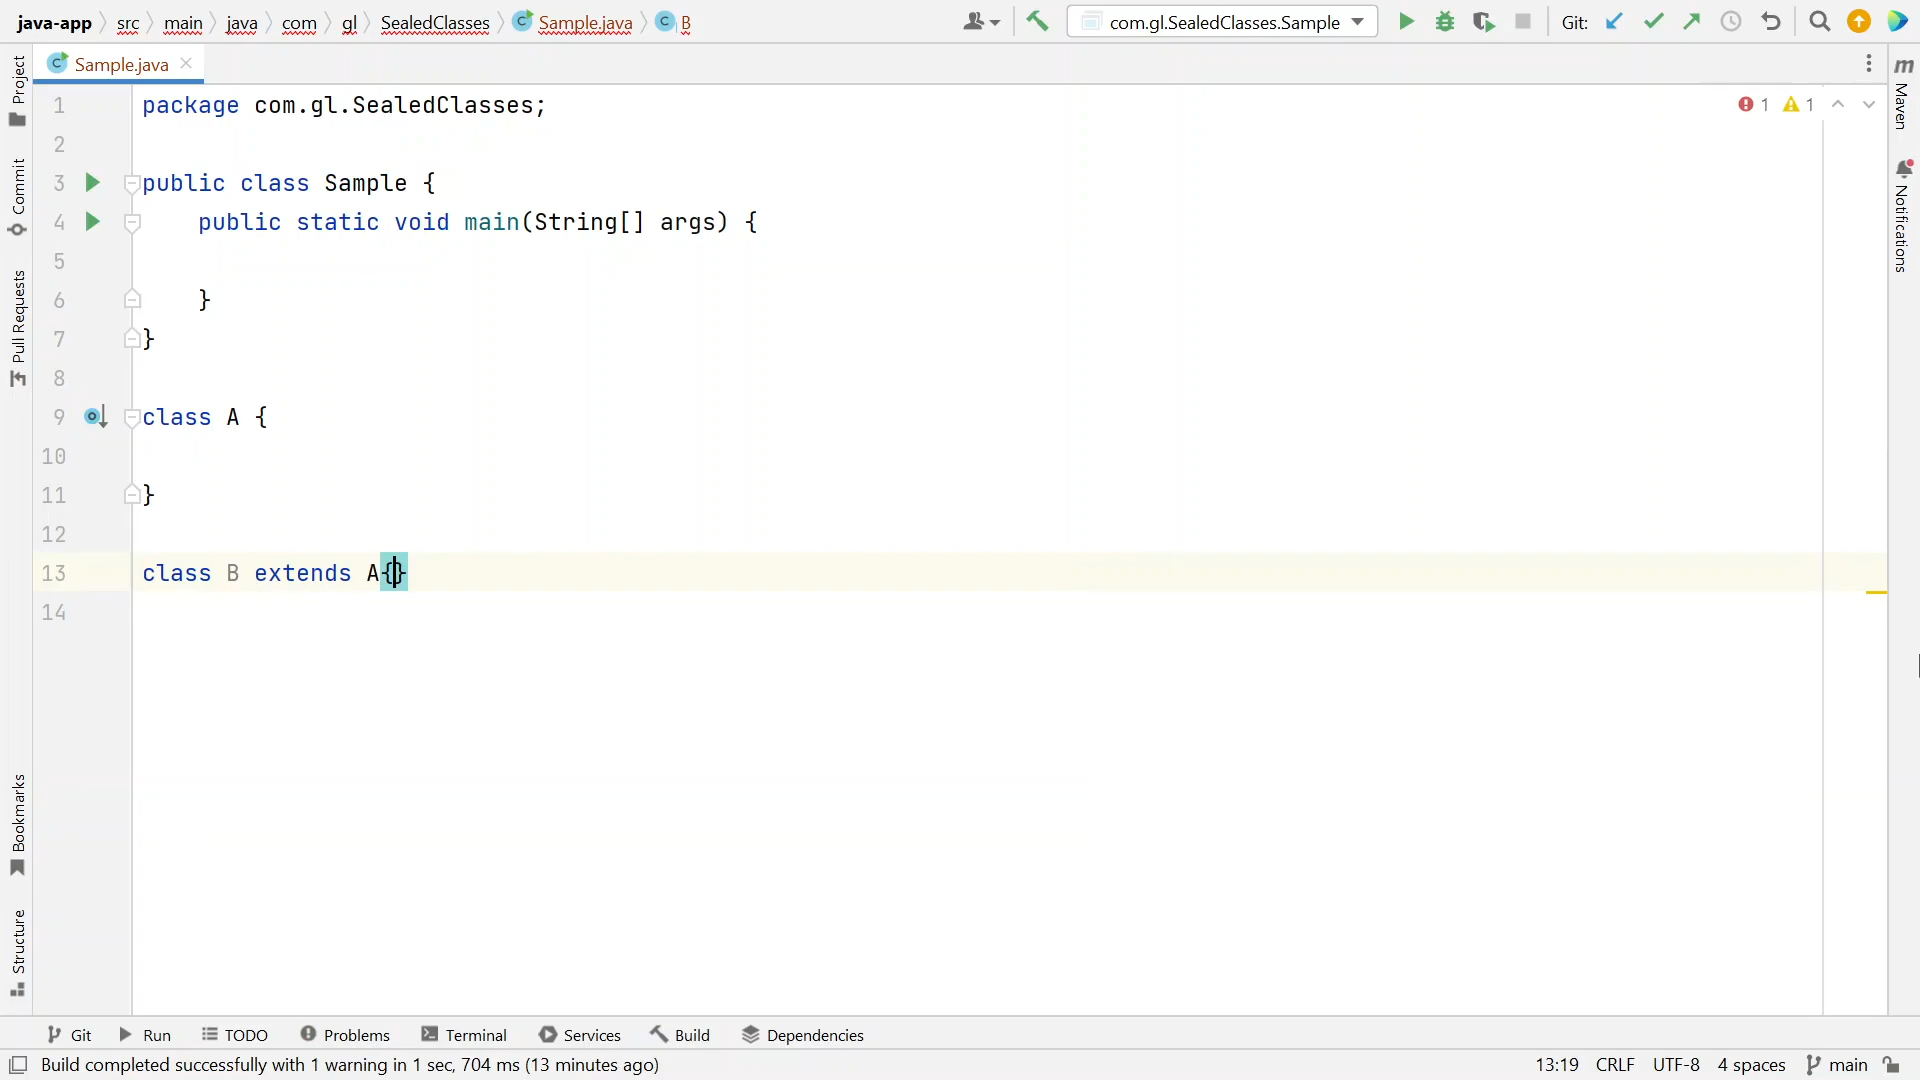 java-app src main java com gl SealedClasses Sample.java B com.gl.SealedClasses.Sample Git:
Sample.java
1 package com.gl.SealedClasses; 1 1
2
3 public class Sample {
4 public static void main(String[] args) {
5
6 }
7 }
8
9 class A {
10
11 }
12
13 class B extends A{}
14
Project
Commit
Pull Requests
Bookmarks
Structure
m
Maven
Notifications
Git Run TODO Problems Terminal Services Build Dependencies
Build completed successfully with 1 warning in 1 sec, 704 ms (13 minutes ago) 13:19 CRLF UTF-8 4 spaces main